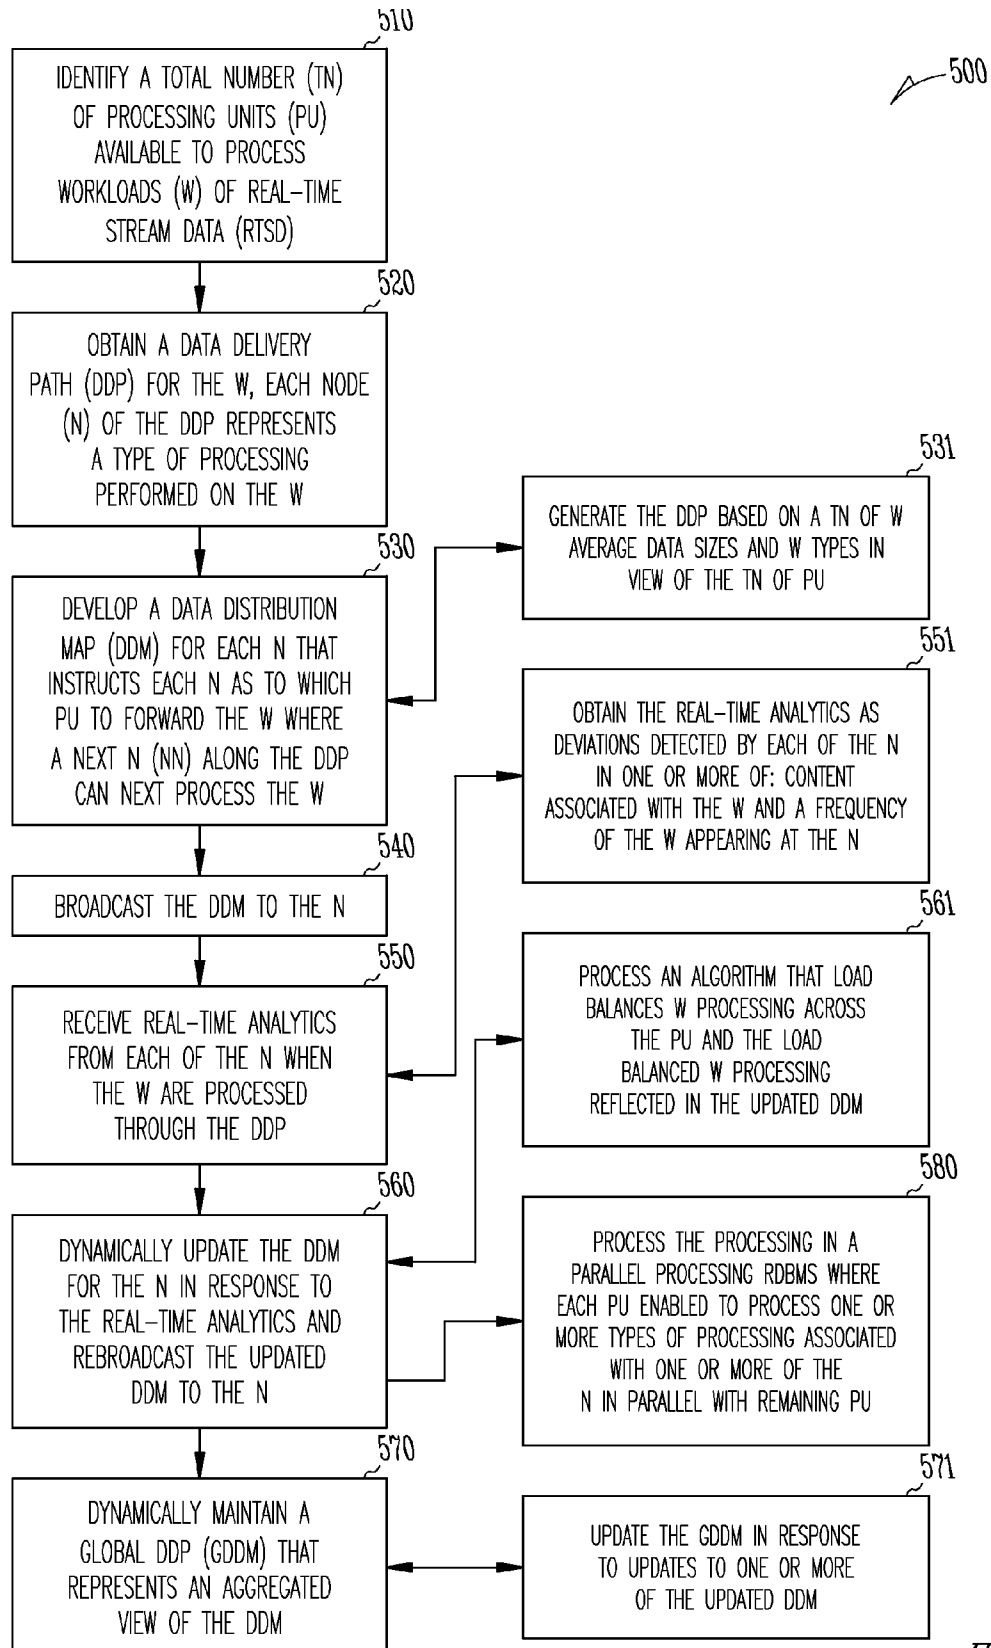 510
500
IDENTIFY A TOTAL NUMBER (TN)
OF PROCESSING UNITS (PU)
AVAILABLE TO PROCESS
WORKLOADS (W) OF REAL-TIME
STREAM DATA (RTSD)
520
OBTAIN A DATA DELIVERY
PATH (DDP) FOR THE W, EACH NODE
(N) OF THE DDP REPRESENTS
A TYPE OF PROCESSING
PERFORMED ON THE W
530
DEVELOP A DATA DISTRIBUTION
MAP (DDM) FOR EACH N THAT
INSTRUCTS EACH N AS TO WHICH
PU TO FORWARD THE W WHERE
A NEXT N (NN) ALONG THE DDP
CAN NEXT PROCESS THE W
531
GENERATE THE DDP BASED ON A TN OF W
AVERAGE DATA SIZES AND W TYPES IN
VIEW OF THE TN OF PU
540
BROADCAST THE DDM TO THE N
550
RECEIVE REAL-TIME ANALYTICS
FROM EACH OF THE N WHEN
THE W ARE PROCESSED
THROUGH THE DDP
551
OBTAIN THE REAL-TIME ANALYTICS AS
DEVIATIONS DETECTED BY EACH OF THE N
IN ONE OR MORE OF: CONTENT
ASSOCIATED WITH THE W AND A FREQUENCY
OF THE W APPEARING AT THE N
560
DYNAMICALLY UPDATE THE DDM
FOR THE N IN RESPONSE TO
THE REAL-TIME ANALYTICS AND
REBROADCAST THE UPDATED
DDM TO THE N
561
PROCESS AN ALGORITHM THAT LOAD
BALANCES W PROCESSING ACROSS
THE PU AND THE LOAD
BALANCED W PROCESSING
REFLECTED IN THE UPDATED DDM
580
PROCESS THE PROCESSING IN A
PARALLEL PROCESSING RDBMS WHERE
EACH PU ENABLED TO PROCESS ONE OR
MORE TYPES OF PROCESSING ASSOCIATED
WITH ONE OR MORE OF THE
N IN PARALLEL WITH REMAINING PU
570
DYNAMICALLY MAINTAIN A
GLOBAL DDP (GDDM) THAT
REPRESENTS AN AGGREGATED
VIEW OF THE DDM
571
UPDATE THE GDDM IN RESPONSE
TO UPDATES TO ONE OR MORE
OF THE UPDATED DDM